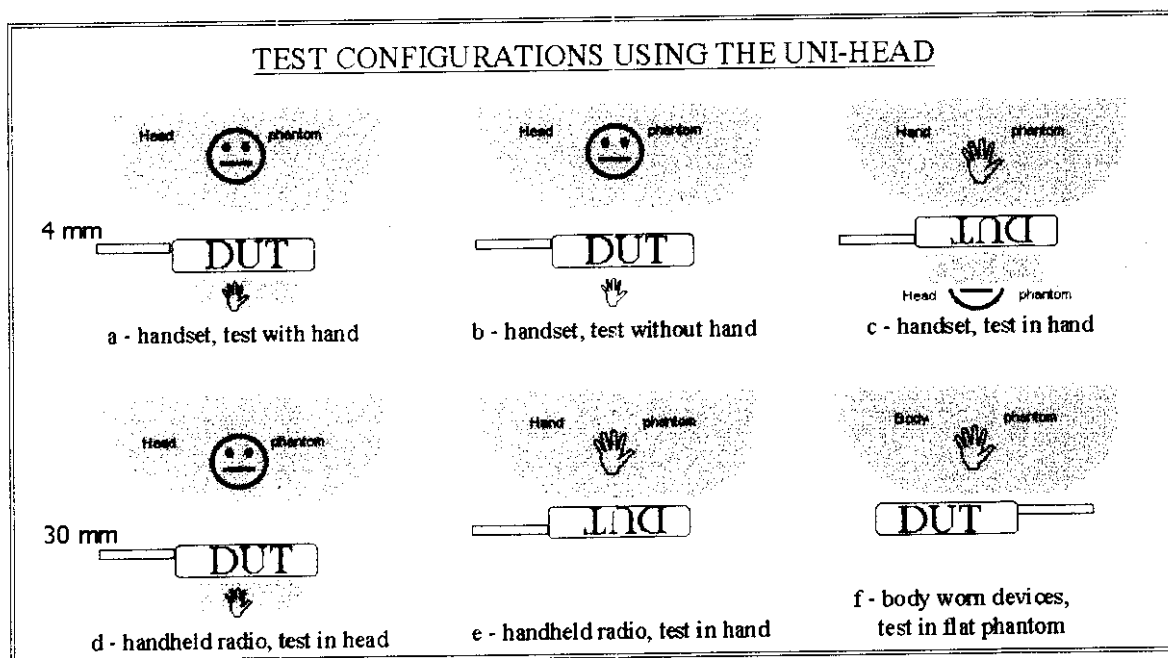 TEST CONFIGURATIONS USING THE UNI-HEAD
Head phantom
Head phantom
Hand phantom
4 mm
DUT
DUT
DUT
Head phantom
a - handset, test with hand
b - handset, test without hand
c - handset, test in hand
Head phantom
Hand phantom
Body phantom
30 mm
DUT
DUT
DUT
d - handheld radio, test in head
e - handheld radio, test in hand
f - body worn devices,
test in flat phantom